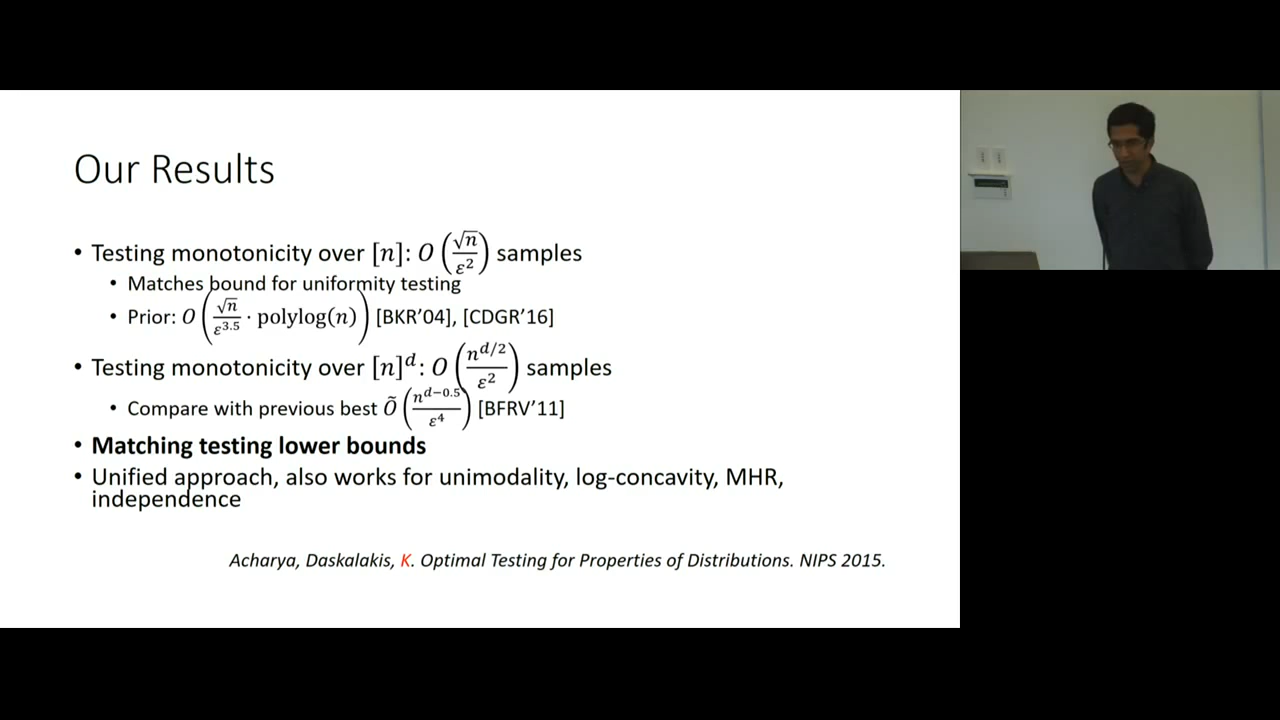 Our Results
• Testing monotonicity over [n]: O(√n/ε²) samples
• Matches bound for uniformity testing
• Prior: O(√n/ε³·⁵ · polylog(n)) [BKR'04], [CDGR'16]
• Testing monotonicity over [n]ᵈ: O(n^{d/2}/ε²) samples
• Compare with previous best Õ(n^{d−0.5}/ε⁴) [BFRV'11]
• Matching testing lower bounds
• Unified approach, also works for unimodality, log-concavity, MHR,
independence
Acharya, Daskalakis, K. Optimal Testing for Properties of Distributions. NIPS 2015.